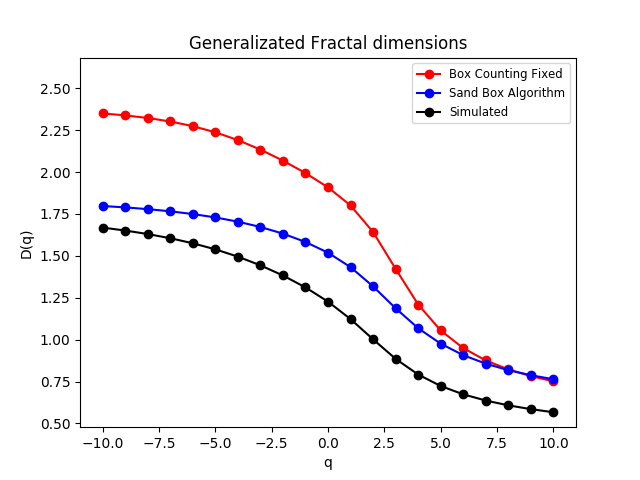 Generalizated Fractal dimensions
Box Counting Fixed
Sand Box Algorithm
Simulated
D(q)
2.50
2.25
2.00
1.75
1.50
1.25
1.00
0.75
0.50
−10.0 −7.5 −5.0 −2.5 0.0 2.5 5.0 7.5 10.0
q